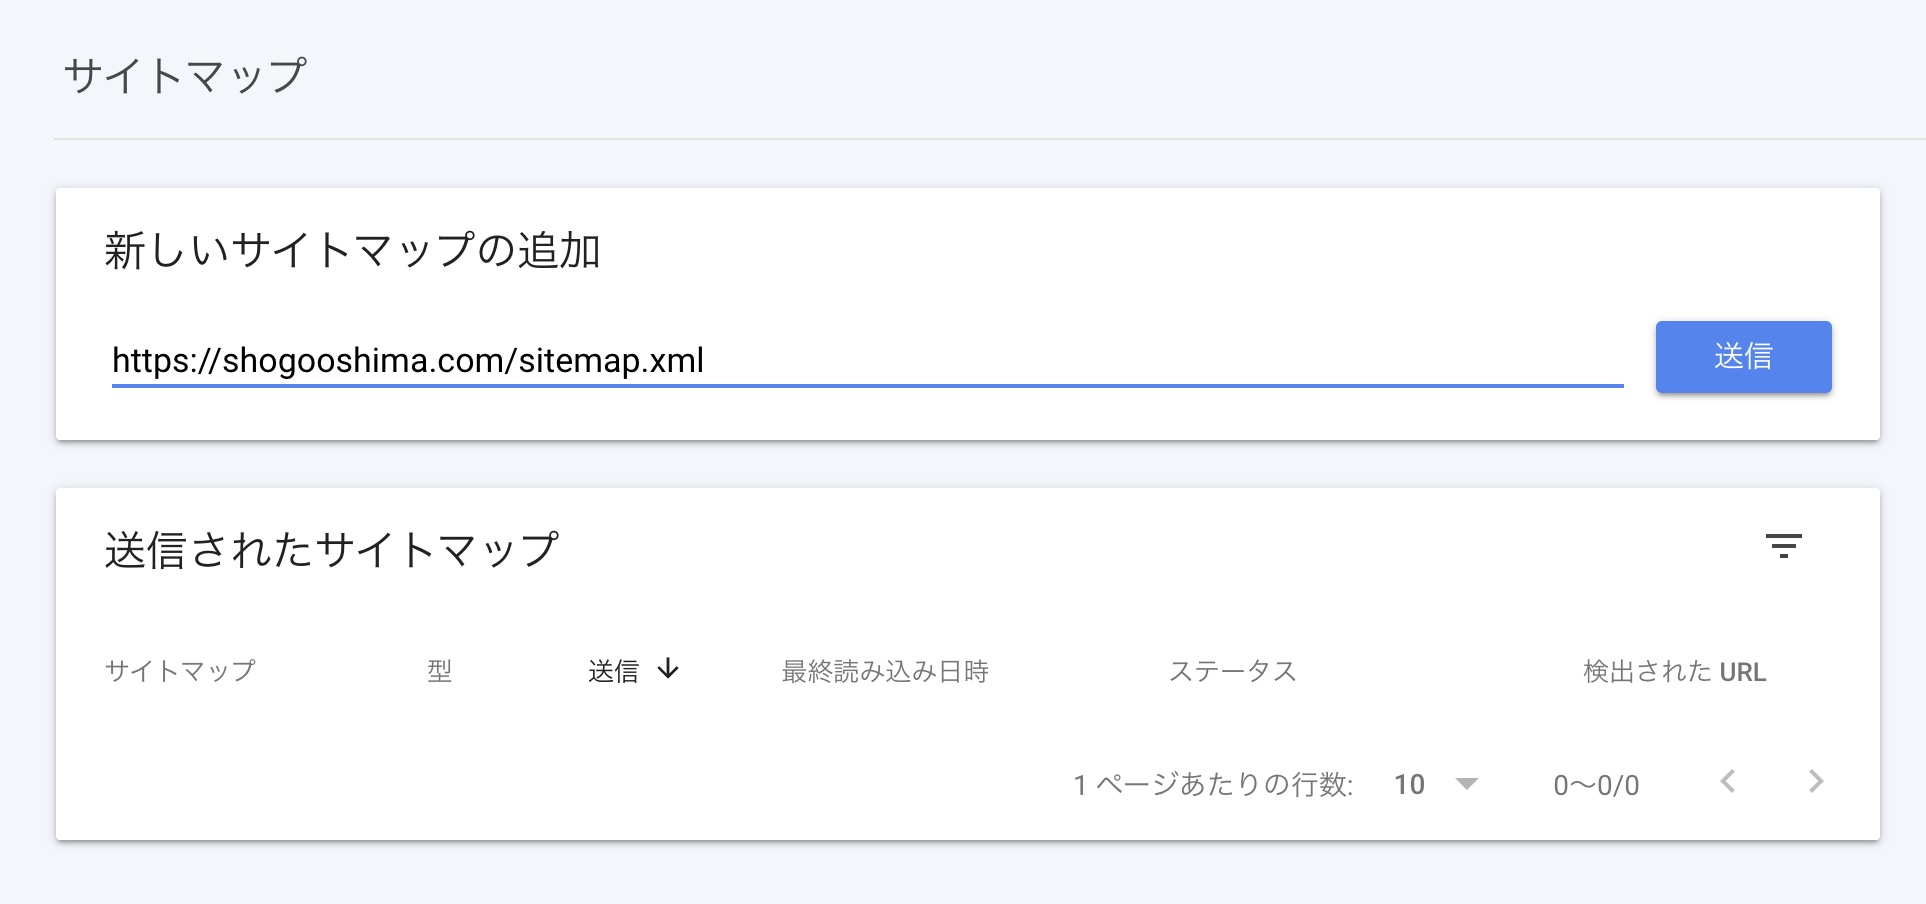 サイトマップ
新しいサイトマップの追加
https://shogooshima.com/sitemap.xml 送信
送信されたサイトマップ
サイトマップ 型 送信 最終読み込み日時 ステータス 検出された URL
1 ページあたりの行数: 10 0〜0/0